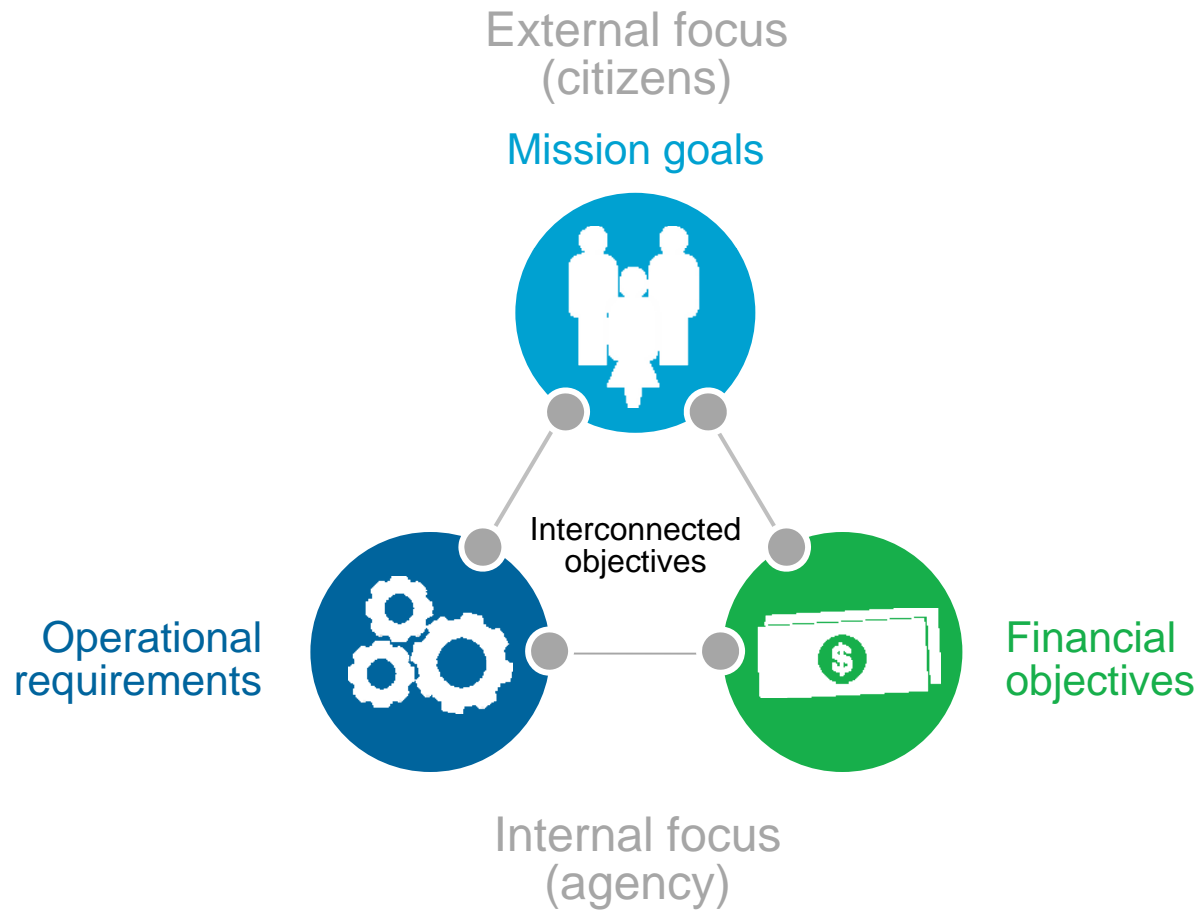 External focus
(citizens)
Mission goals
Interconnected
objectives
Operational
requirements
$
Financial
objectives
Internal focus
(agency)